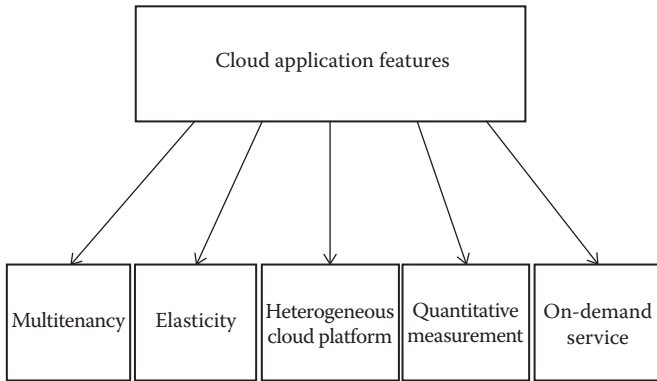 Cloud application features
Multitenancy
Elasticity
Heterogeneous
cloud platform
Quantitative
measurement
On-demand
service